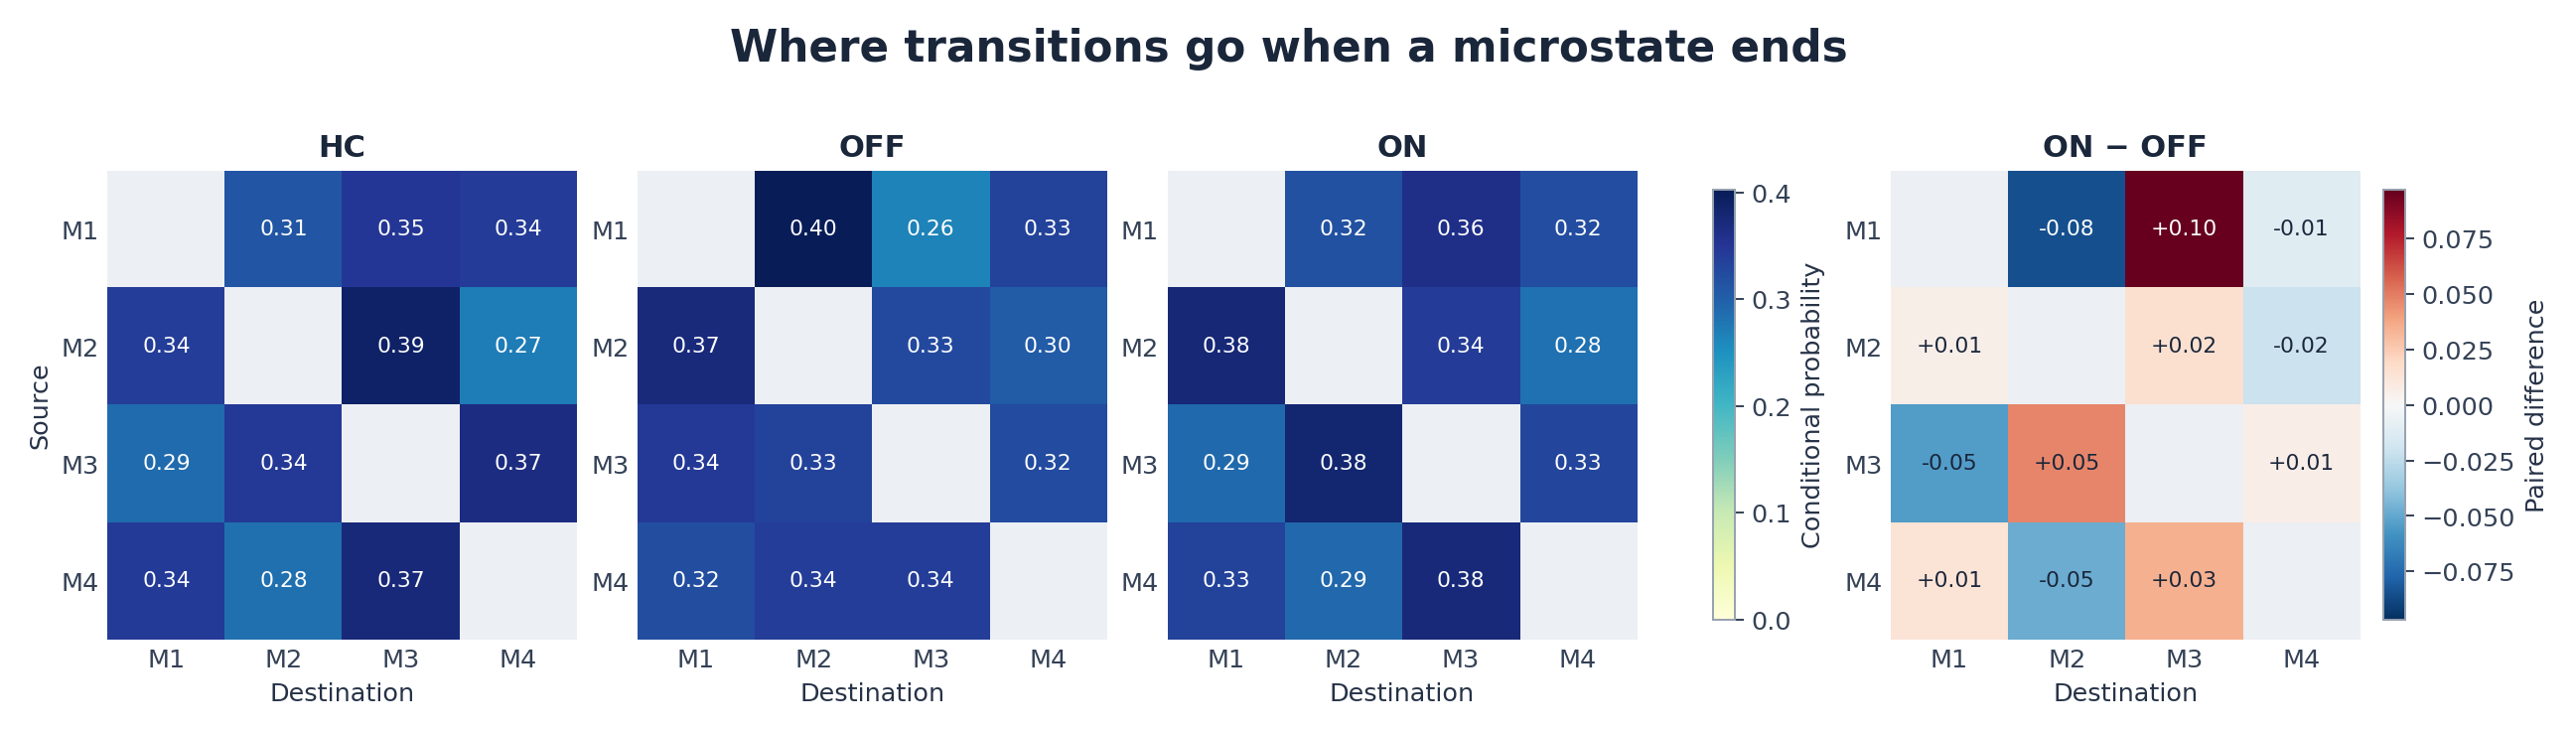 Where transitions go when a microstate ends
HC
OFF
ON
ON − OFF
Source
M1
0.31
0.35
0.34
M2
0.34
0.39
0.27
M3
0.29
0.34
0.37
M4
0.34
0.28
0.37
M1 M2 M3 M4
Destination
M1
0.40
0.26
0.33
M2
0.37
0.33
0.30
M3
0.34
0.33
0.32
M4
0.32
0.34
0.34
M1 M2 M3 M4
Destination
M1
0.32
0.36
0.32
M2
0.38
0.34
0.28
M3
0.29
0.38
0.33
M4
0.33
0.29
0.38
M1 M2 M3 M4
Destination
0.4
0.3
0.2
0.1
0.0
Conditional probability
M1
-0.08
+0.10
-0.01
M2
+0.01
+0.02
-0.02
M3
-0.05
+0.05
+0.01
M4
+0.01
-0.05
+0.03
M1 M2 M3 M4
Destination
0.075
0.050
0.025
0.000
−0.025
−0.050
−0.075
Paired difference